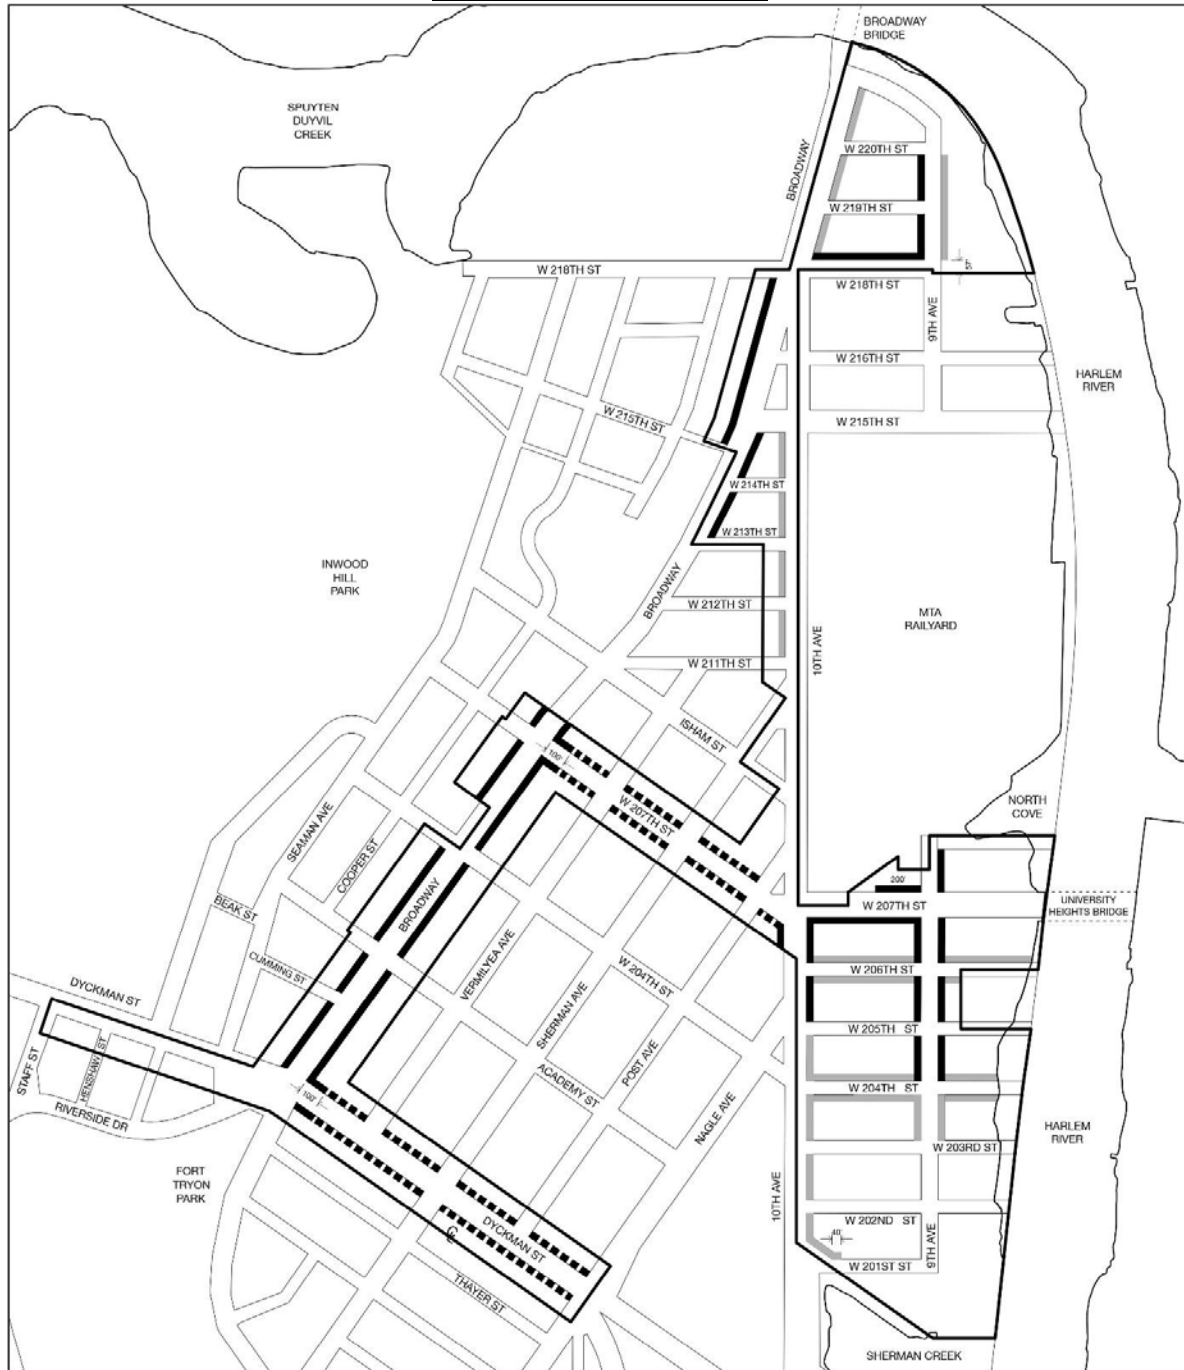 BROADWAY
BRIDGE
SPUYTEN
DUYVIL
CREEK
W 220TH ST
BROADWAY
W 219TH ST
W 218TH ST
57'
W 218TH ST
9TH AVE
W 216TH ST
HARLEM
RIVER
W 215TH ST
W 215TH ST
W 214TH ST
W 213TH ST
INWOOD
HILL
PARK
BROADWAY
W 212TH ST
MTA
RAILYARD
10TH AVE
W 211TH ST
ISHAM ST
100'
W 207TH ST
NORTH
COVE
SEAMAN AVE
COOPER ST
200'
BROADWAY
W 207TH ST
UNIVERSITY
HEIGHTS BRIDGE
BEAK ST
VERMILYEA AVE
CUMMING ST
W 204TH ST
W 206TH ST
DYCKMAN ST
SHERMAN AVE
W 205TH ST
STAFF ST
HENSHAW ST
POST AVE
ACADEMY ST
W 204TH ST
100'
RIVERSIDE DR
NAGLE AVE
HARLEM
RIVER
W 203RD ST
FORT
TRYON
PARK
10TH AVE
W 202ND ST
DYCKMAN ST
40'
9TH AVE
W 201ST ST
THAYER ST
SHERMAN CREEK